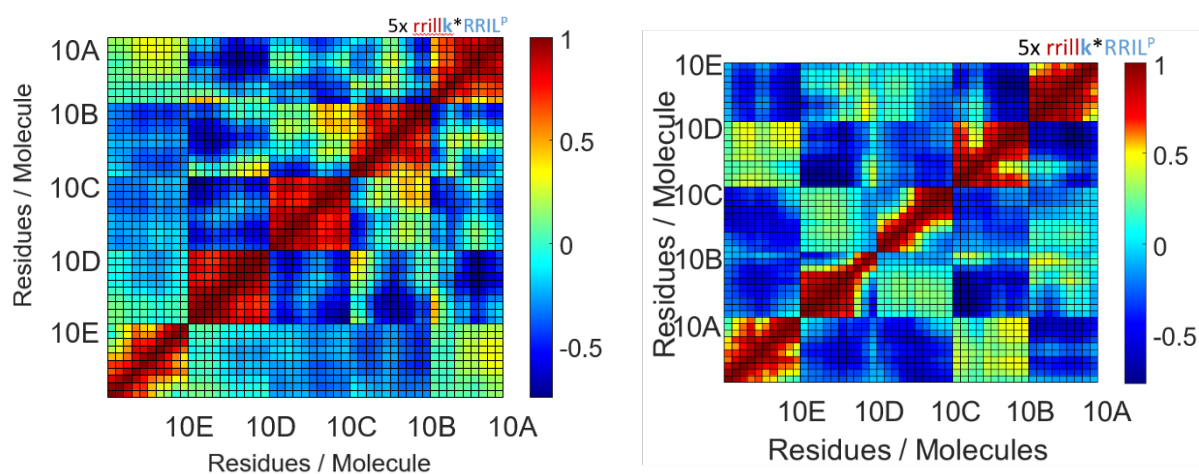 5x rrillk*RRILᴾ
10A
10B
10C
10D
10E
1
0.5
0
-0.5
10E 10D 10C 10B 10A
Residues / Molecule
Residues / Molecule
5x rrillk*RRILᴾ
10E
10D
10C
10B
10A
1
0.5
0
-0.5
10E 10D 10C 10B 10A
Residues / Molecule
Residues / Molecules